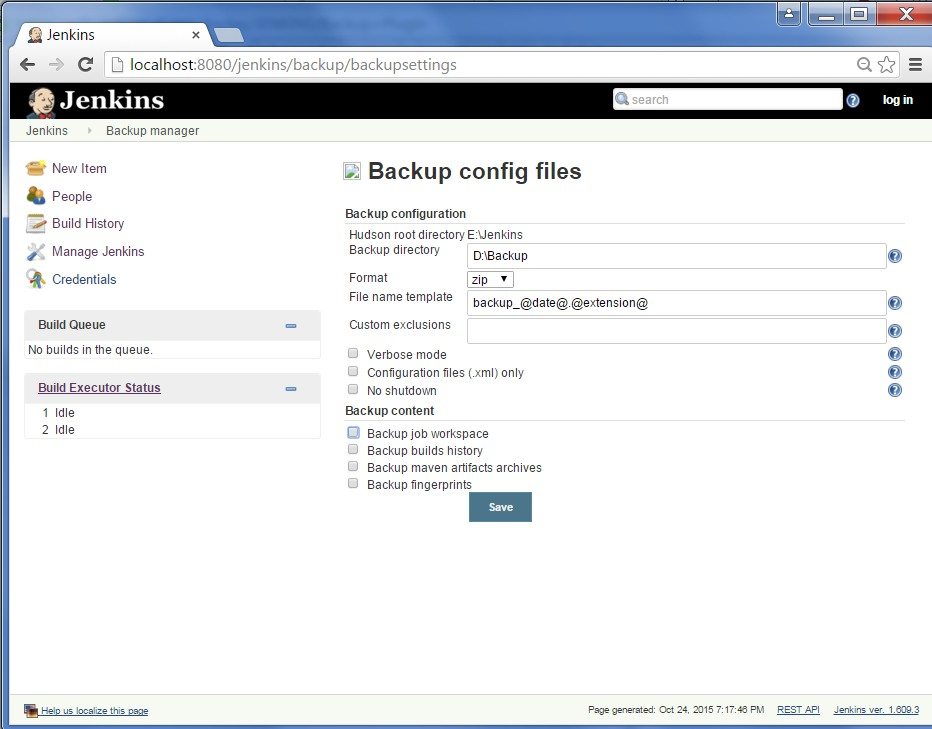 Jenkins
localhost:8080/jenkins/backup/backupsettings
Jenkins
search
log in
Jenkins
Backup manager
New Item
People
Build History
Manage Jenkins
Credentials
Build Queue
No builds in the queue.
Build Executor Status
1 Idle
2 Idle
Backup config files
Backup configuration
Hudson root directory E:\Jenkins
Backup directory D:\Backup
Format zip
File name template backup_@date@.@extension@
Custom exclusions
Verbose mode
Configuration files (.xml) only
No shutdown
Backup content
Backup job workspace
Backup builds history
Backup maven artifacts archives
Backup fingerprints
Save
Help us localize this page
Page generated: Oct 24, 2015 7:17:46 PM REST API Jenkins ver. 1.609.3